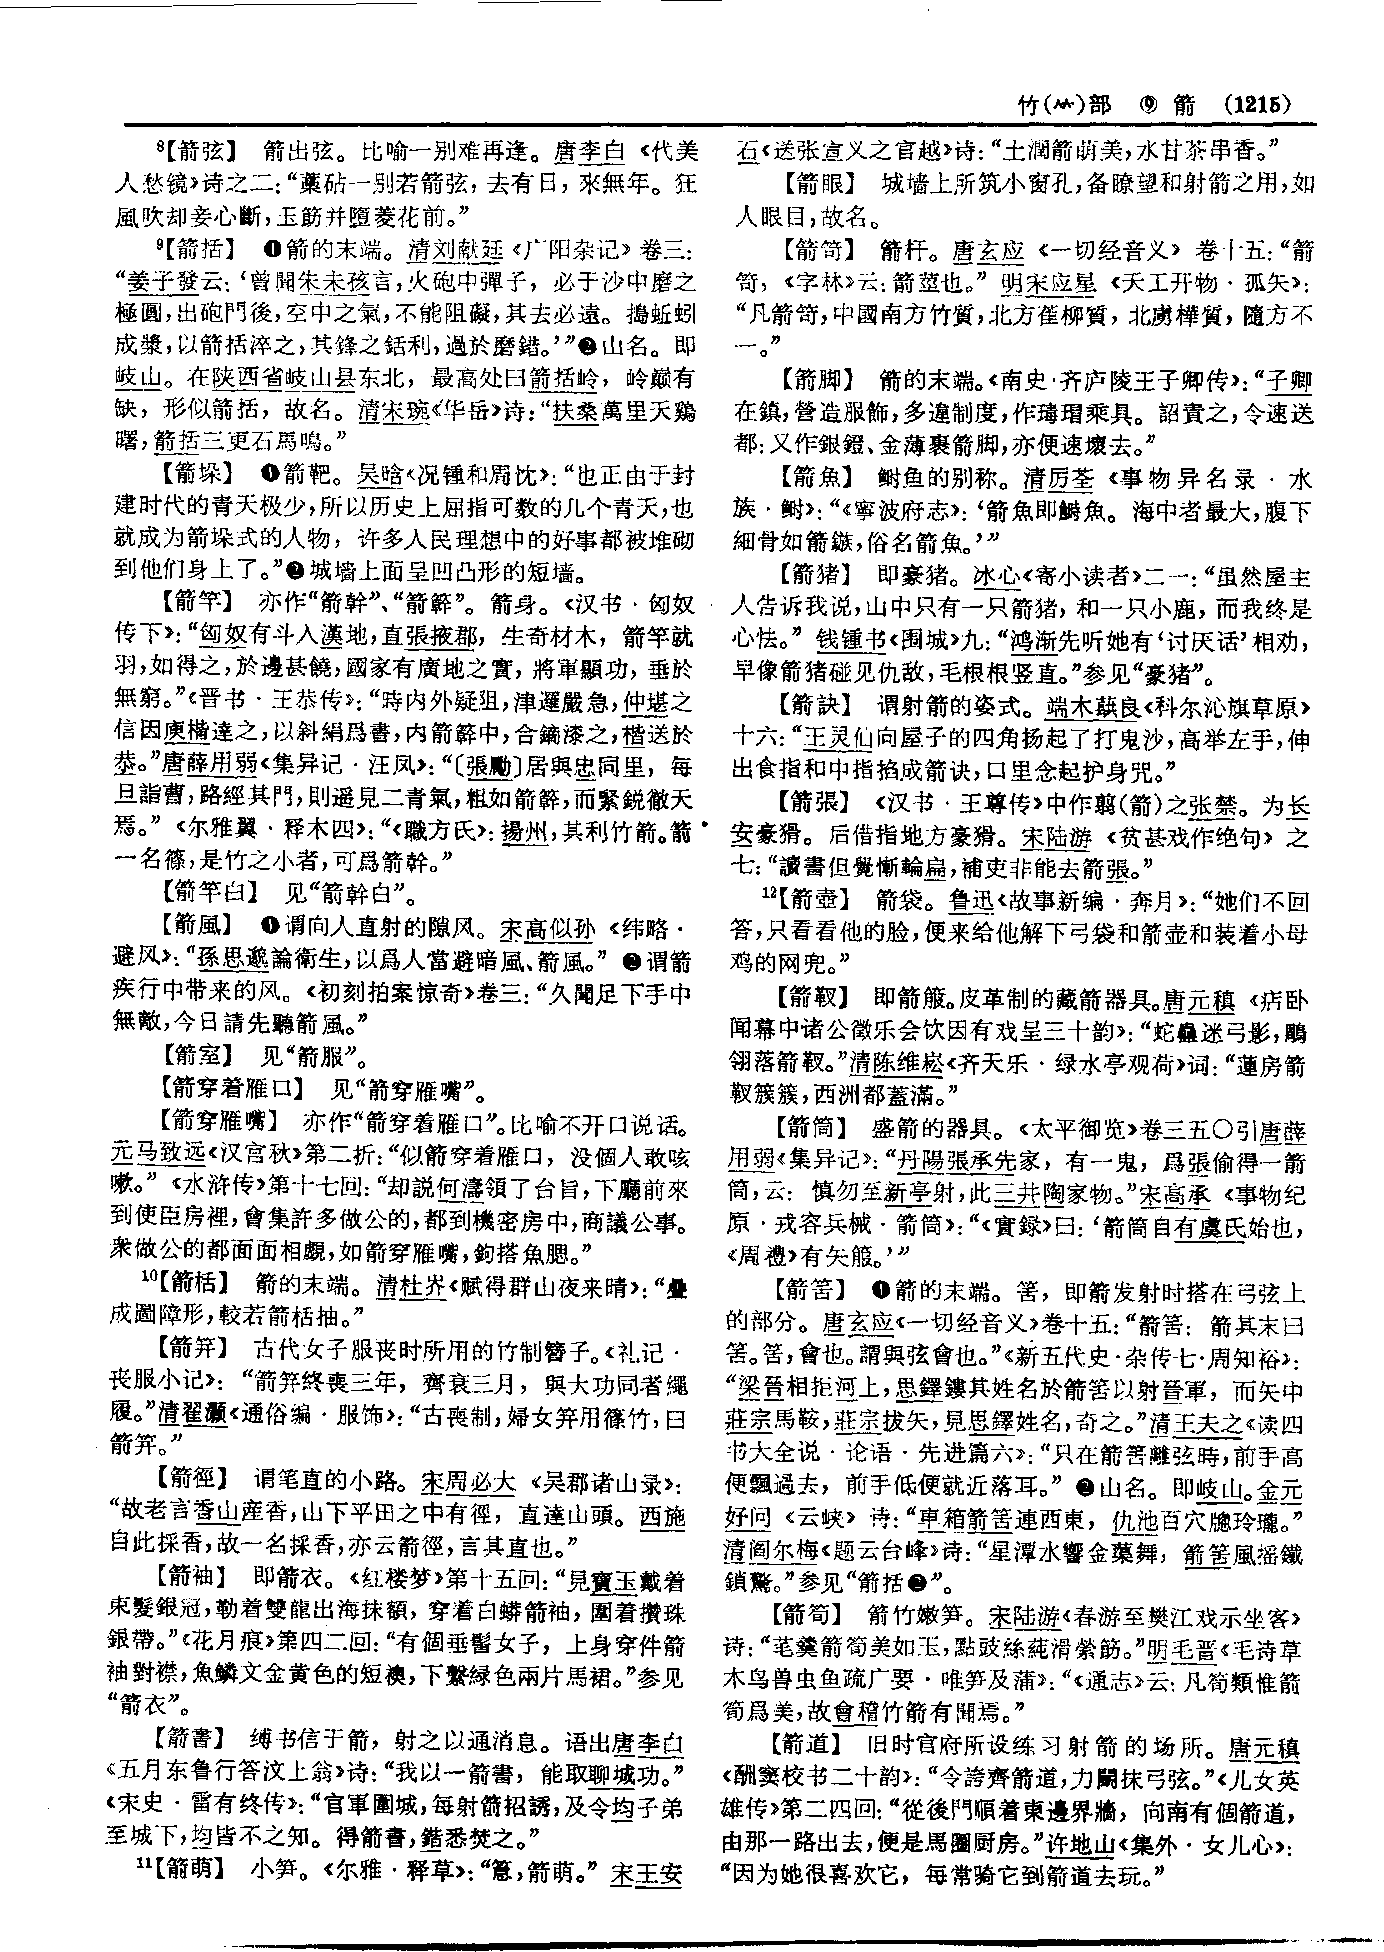 竹(⺮)部 ⑨ 箭 (1215)
⁸【箭弦】 箭出弦。比喻一别难再逢。唐李白《代美
人愁镜》诗之二：“藁砧一别若箭弦，去有日，來無年。狂
風吹却妾心斷，玉筯并墮菱花前。”
⁹【箭括】 ❶箭的末端。清刘献廷《广阳杂记》卷三：
“姜子發云：‘曾聞朱未孩言，火砲中彈子，必于沙中磨之
極圓，出砲門後，空中之氣，不能阻礙，其去必遠。搗蚯蚓
成漿，以箭括淬之，其鋒之銛利，過於磨錯。’”❷山名。即
岐山。在陕西省岐山县东北，最高处曰箭括岭，岭巅有
缺，形似箭括，故名。清宋琬《华岳》诗：“扶桑萬里天鷄
曙，箭括三更石馬鳴。”
【箭垛】 ❶箭靶。吴晗《况锺和周忱》：“也正由于封
建时代的青天极少，所以历史上屈指可数的几个青天，也
就成为箭垛式的人物，许多人民理想中的好事都被堆砌
到他们身上了。”❷城墙上面呈凹凸形的短墙。
【箭竿】 亦作“箭幹”、“箭簳”。箭身。《汉书·匈奴
传下》：“匈奴有斗入漢地，直張掖郡，生奇材木，箭竿就
羽，如得之，於邊甚饒，國家有廣地之實，將軍顯功，垂於
無窮。”《晋书·王恭传》：“時内外疑阻，津邏嚴急，仲堪之
信因庾楷達之，以斜絹爲書，内箭簳中，合鏑漆之，楷送於
恭。”唐薛用弱《集异记·汪凤》：“〔張勵〕居與忠同里，每
旦詣曹，路經其門，則遥見二青氣，粗如箭簳，而緊鋭徹天
焉。”《尔雅翼·释木四》：“《職方氏》：揚州，其利竹箭。箭
一名篠，是竹之小者，可爲箭幹。”
【箭竿白】 见“箭幹白”。
【箭風】 ❶谓向人直射的隙风。宋高似孙《纬略·
避风》：“孫思邈論衛生，以爲人當避暗風、箭風。” ❷谓箭
疾行中带来的风。《初刻拍案惊奇》卷三：“久聞足下手中
無敵，今日請先聽箭風。”
【箭室】 见“箭服”。
【箭穿着雁口】 见“箭穿雁嘴”。
【箭穿雁嘴】 亦作“箭穿着雁口”。比喻不开口说话。
元马致远《汉宫秋》第二折：“似箭穿着雁口，没個人敢咳
嗽。”《水浒传》第十七回：“却説何濤領了台旨，下廳前來
到使臣房裡，會集許多做公的，都到機密房中，商議公事。
衆做公的都面面相覷，如箭穿雁嘴，鉤搭魚腮。”
¹⁰【箭栝】 箭的末端。清杜岕《赋得群山夜来晴》：“疊
成圖障形，較若箭栝抽。”
【箭笄】 古代女子服丧时所用的竹制簪子。《礼记·
丧服小记》：“箭笄終喪三年，齊衰三月，與大功同者繩
履。”清翟灏《通俗编·服饰》：“古喪制，婦女笄用篠竹，曰
箭笄。”
【箭徑】 谓笔直的小路。宋周必大《吴郡诸山录》：
“故老言香山産香，山下平田之中有徑，直達山頭。西施
自此採香，故一名採香，亦云箭徑，言其直也。”
【箭袖】 即箭衣。《红楼梦》第十五回：“見寶玉戴着
束髮銀冠，勒着雙龍出海抹額，穿着白蟒箭袖，圍着攢珠
銀帶。”《花月痕》第四二回：“有個垂髫女子，上身穿件箭
袖對襟，魚鱗文金黄色的短襖，下繫緑色兩片馬裙。”参见
“箭衣”。
【箭書】 缚书信于箭，射之以通消息。语出唐李白
《五月东鲁行答汶上翁》诗：“我以一箭書，能取聊城功。”
《宋史·雷有终传》：“官軍圍城，每射箭招誘，及令均子弟
至城下，均皆不之知。得箭書，鍇悉焚之。”
¹¹【箭萌】 小笋。《尔雅·释草》：“篙，箭萌。”宋王安
石《送张宣义之官越》诗：“土潤箭萌美，水甘茶串香。”
【箭眼】 城墙上所筑小窗孔，备瞭望和射箭之用，如
人眼目，故名。
【箭笴】 箭杆。唐玄应《一切经音义》卷十五：“箭
笴，《字林》云：箭莖也。”明宋应星《天工开物·弧矢》：
“凡箭笴，中國南方竹質，北方萑柳質，北虜樺質，隨方不
一。”
【箭脚】 箭的末端。《南史·齐庐陵王子卿传》：“子卿
在鎮，營造服飾，多違制度，作瑇瑁乘具。詔責之，令速送
都：又作銀鐙、金薄裹箭脚，亦便速壞去。”
【箭魚】 鲥鱼的别称。清厉荃《事物异名录·水
族·鲥》：“《寧波府志》：‘箭魚即鰣魚。海中者最大，腹下
細骨如箭鏃，俗名箭魚。’”
【箭猪】 即豪猪。冰心《寄小读者》二一：“虽然屋主
人告诉我说，山中只有一只箭猪，和一只小鹿，而我终是
心怯。”钱锺书《围城》九：“鸿渐先听她有‘讨厌话’相劝，
早像箭猪碰见仇敌，毛根根竖直。”参见“豪猪”。
【箭訣】 谓射箭的姿式。端木蕻良《科尔沁旗草原》
十六：“王灵仙向屋子的四角扬起了打鬼沙，高举左手，伸
出食指和中指掐成箭诀，口里念起护身咒。”
【箭張】 《汉书·王尊传》中作翦(箭)之张禁。为长
安豪猾。后借指地方豪猾。宋陆游《贫甚戏作绝句》之
七：“讀書但覺慚輪扁，補吏非能去箭張。”
¹²【箭壺】 箭袋。鲁迅《故事新编·奔月》：“她们不回
答，只看看他的脸，便来给他解下弓袋和箭壶和装着小母
鸡的网兜。”
【箭靫】 即箭箙。皮革制的藏箭器具。唐元稹《痁卧
闻幕中诸公徵乐会饮因有戏呈三十韵》：“蛇蠱迷弓影，鵰
翎落箭靫。”清陈维崧《齐天乐·绿水亭观荷》词：“蓮房箭
靫簇簇，西洲都蓋滿。”
【箭筒】 盛箭的器具。《太平御览》卷三五〇引唐薛
用弱《集异记》：“丹陽張承先家，有一鬼，爲張偷得一箭
筒，云：慎勿至新亭射，此三井陶家物。”宋高承《事物纪
原·戎容兵械·箭筒》：“《實録》曰：‘箭筒自有虞氏始也，
《周禮》有矢箙。’”
【箭筈】 ❶箭的末端。筈，即箭发射时搭在弓弦上
的部分。唐玄应《一切经音义》卷十五：“箭筈：箭其末曰
筈。筈，會也。謂與弦會也。”《新五代史·杂传七·周知裕》：
“梁晉相拒河上，思鐸鏤其姓名於箭筈以射晉軍，而矢中
莊宗馬鞍，莊宗拔矢，見思鐸姓名，奇之。”清王夫之《读四
书大全说·论语·先进篇六》：“只在箭筈離弦時，前手高
便飄過去，前手低便就近落耳。” ❷山名。即岐山。金元
好问《云峡》诗：“車箱箭筈連西東，仇池百穴牕玲瓏。”
清阎尔梅《题云台峰》诗：“星潭水響金蓮舞，箭筈風摇鐵
鎖驚。”参见“箭括❷”。
【箭筍】 箭竹嫩笋。宋陆游《春游至樊江戏示坐客》
诗：“芼羹箭筍美如玉，點豉絲蓴滑縈筯。”明毛晋《毛诗草
木鸟兽虫鱼疏广要·唯笋及蒲》：“《通志》云：凡筍類惟箭
筍爲美，故會稽竹箭有聞焉。”
【箭道】 旧时官府所设练习射箭的场所。唐元稹
《酬窦校书二十韵》：“令誇齊箭道，力鬭抹弓弦。”《儿女英
雄传》第二四回：“從後門順着東邊界牆，向南有個箭道，
由那一路出去，便是馬圈厨房。”许地山《集外·女儿心》：
“因为她很喜欢它，每常骑它到箭道去玩。”